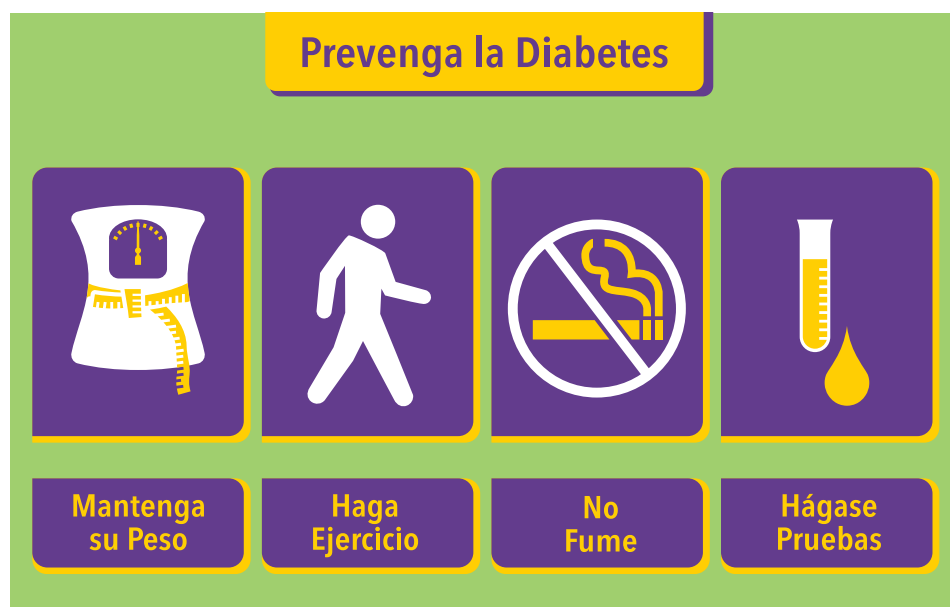 Prevenga la Diabetes
Mantenga
su Peso
Haga
Ejercicio
No
Fume
Hágase
Pruebas